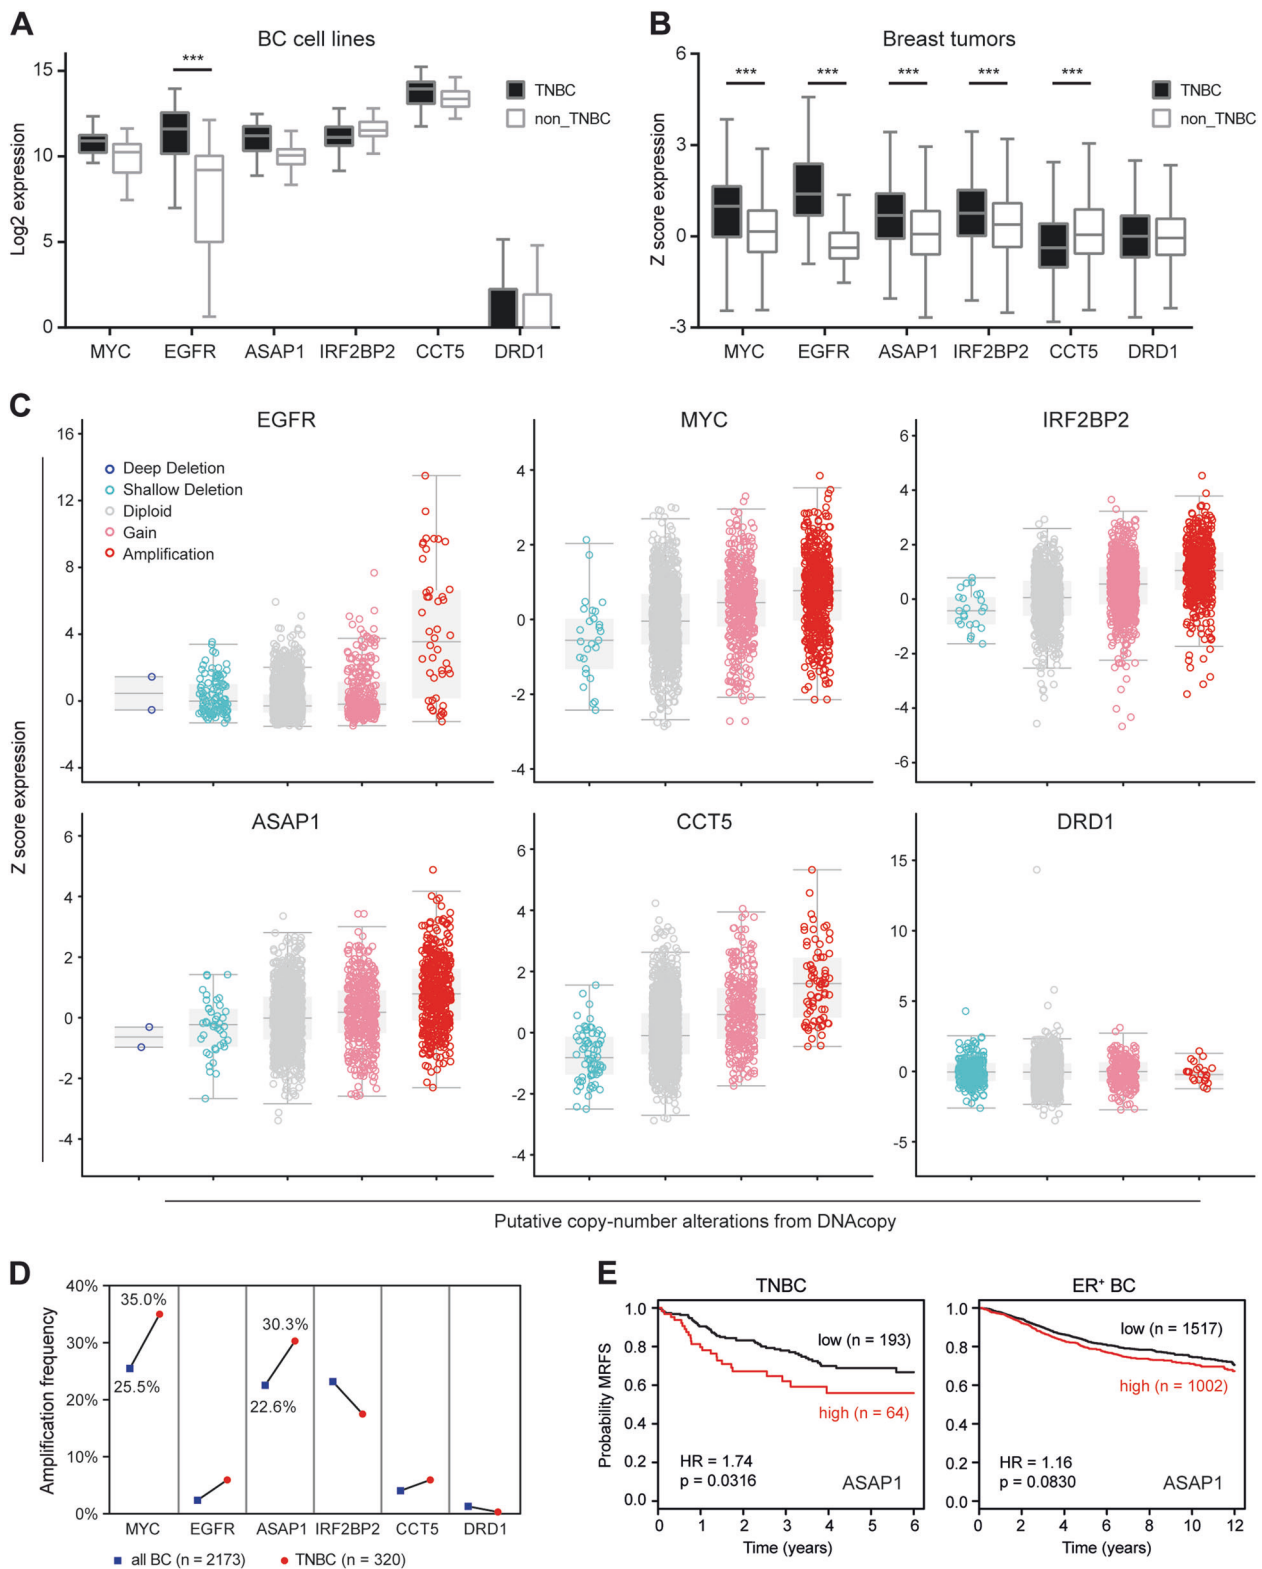 A
BC cell lines
***
TNBC
non_TNBC
Log2 expression
15
10
5
0
MYC EGFR ASAP1 IRF2BP2 CCT5 DRD1
B
Breast tumors
*** *** *** *** ***
TNBC
non_TNBC
Z score expression
6
3
0
-3
MYC EGFR ASAP1 IRF2BP2 CCT5 DRD1
C
Z score expression
EGFR
16
12
8
4
0
-4
Deep Deletion
Shallow Deletion
Diploid
Gain
Amplification
MYC
4
2
0
-2
-4
IRF2BP2
6
4
2
0
-2
-4
-6
ASAP1
6
4
2
0
-2
-4
CCT5
6
4
2
0
-2
-4
DRD1
15
10
5
0
-5
Putative copy-number alterations from DNAcopy
D
Amplification frequency
40%
30%
20%
10%
0%
35.0%
25.5%
30.3%
22.6%
MYC EGFR ASAP1 IRF2BP2 CCT5 DRD1
all BC (n = 2173) TNBC (n = 320)
E
TNBC
Probability MRFS
1.0
0.8
0.6
0.4
0.2
0.0
low (n = 193)
high (n = 64)
HR = 1.74
p = 0.0316
ASAP1
0 1 2 3 4 5 6
Time (years)
ER⁺ BC
1.0
0.8
0.6
0.4
0.2
0.0
low (n = 1517)
high (n = 1002)
HR = 1.16
p = 0.0830
ASAP1
0 2 4 6 8 10 12
Time (years)